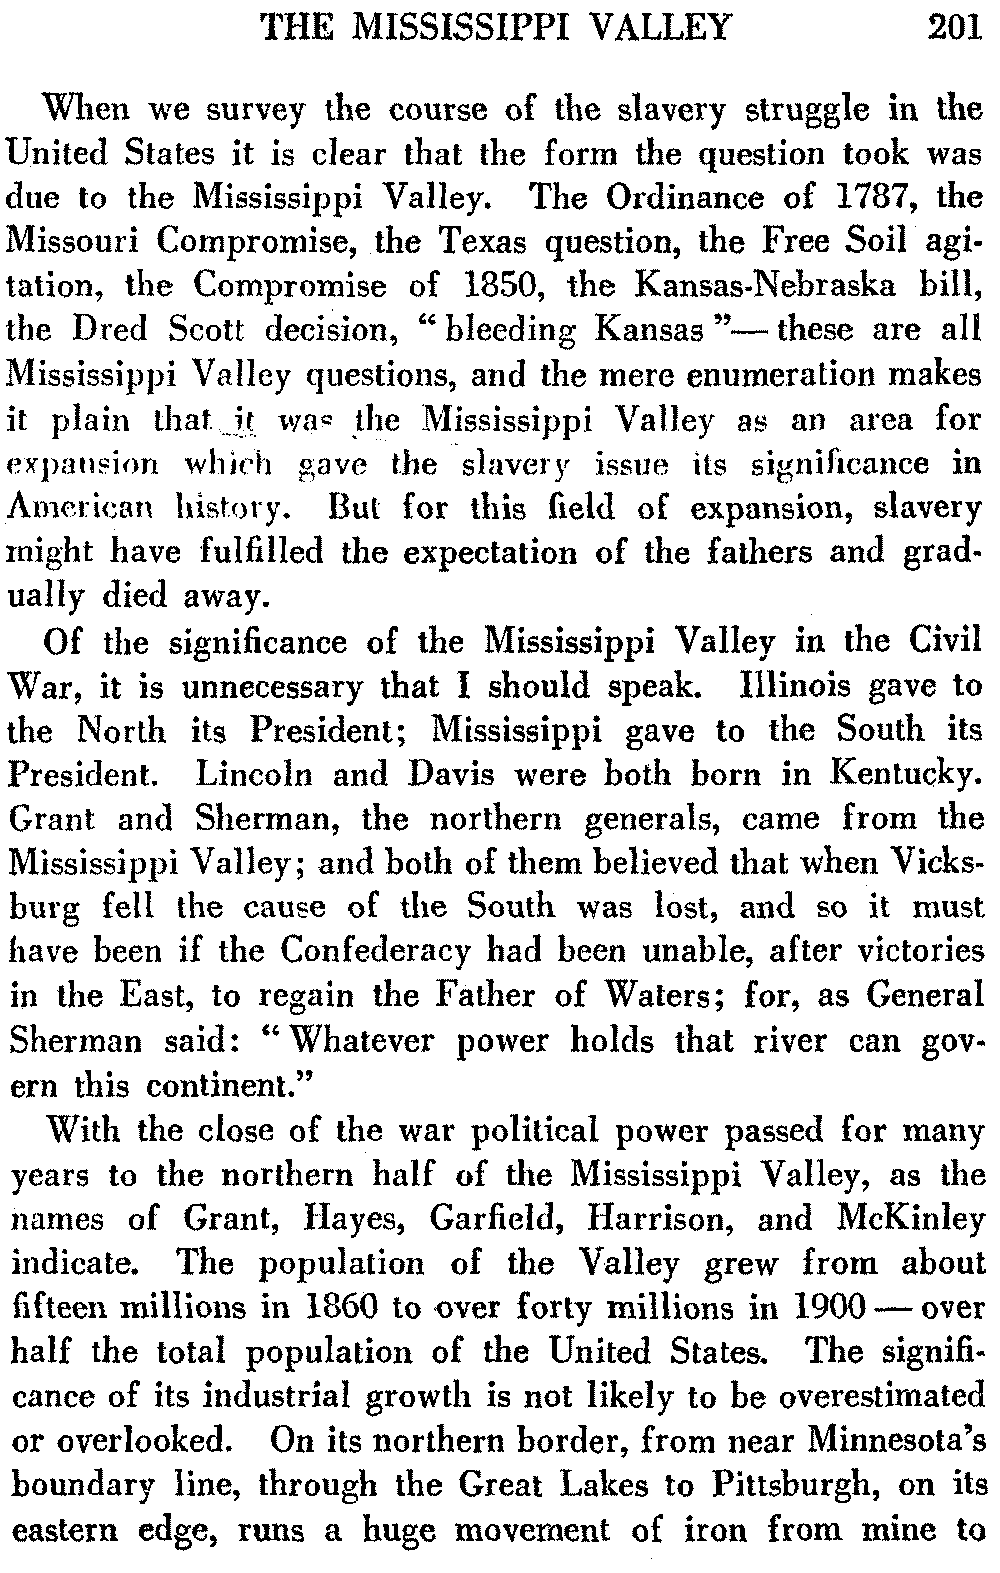 THE MISSISSIPPI VALLEY 201
When we survey the course of the slavery struggle in the
United States it is clear that the form the question took was
due to the Mississippi Valley. The Ordinance of 1787, the
Missouri Compromise, the Texas question, the Free Soil agi-
tation, the Compromise of 1850, the Kansas-Nebraska bill,
the Dred Scott decision, “ bleeding Kansas ”— these are all
Mississippi Valley questions, and the mere enumeration makes
it plain that it was the Mississippi Valley as an area for
expansion which gave the slavery issue its significance in
American history. But for this field of expansion, slavery
might have fulfilled the expectation of the fathers and grad-
ually died away.
Of the significance of the Mississippi Valley in the Civil
War, it is unnecessary that I should speak. Illinois gave to
the North its President; Mississippi gave to the South its
President. Lincoln and Davis were both born in Kentucky.
Grant and Sherman, the northern generals, came from the
Mississippi Valley; and both of them believed that when Vicks-
burg fell the cause of the South was lost, and so it must
have been if the Confederacy had been unable, after victories
in the East, to regain the Father of Waters; for, as General
Sherman said: “ Whatever power holds that river can gov-
ern this continent.”
With the close of the war political power passed for many
years to the northern half of the Mississippi Valley, as the
names of Grant, Hayes, Garfield, Harrison, and McKinley
indicate. The population of the Valley grew from about
fifteen millions in 1860 to over forty millions in 1900 — over
half the total population of the United States. The signifi-
cance of its industrial growth is not likely to be overestimated
or overlooked. On its northern border, from near Minnesota’s
boundary line, through the Great Lakes to Pittsburgh, on its
eastern edge, runs a huge movement of iron from mine to